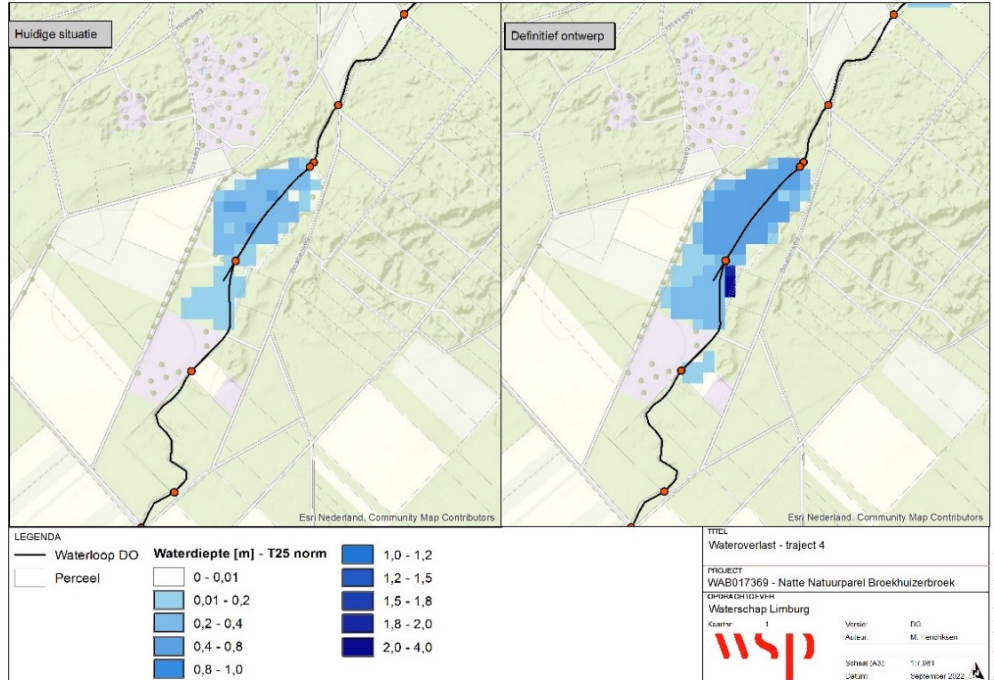 Huidige situatie
Definitief ontwerp
Esri Nederland, Community Map Contributors
Esri Nederland, Community Map Contributors
LEGENDA
Waterloop DO
Perceel
Waterdiepte [m] - T25 norm
0 - 0,01
0,01 - 0,2
0,2 - 0,4
0,4 - 0,8
0,8 - 1,0
1,0 - 1,2
1,2 - 1,5
1,5 - 1,8
1,8 - 2,0
2,0 - 4,0
TITEL
Wateroverlast - traject 4
PROJECT
WAB017369 - Natte Natuurparel Broekhuizerbroek
OPDRACHTGEVER
Waterschap Limburg
Kaartnr: 1
wsp
Versie: DO
Auteur: M. Hendriksen
Schaal (A3):
Datum: September 2022